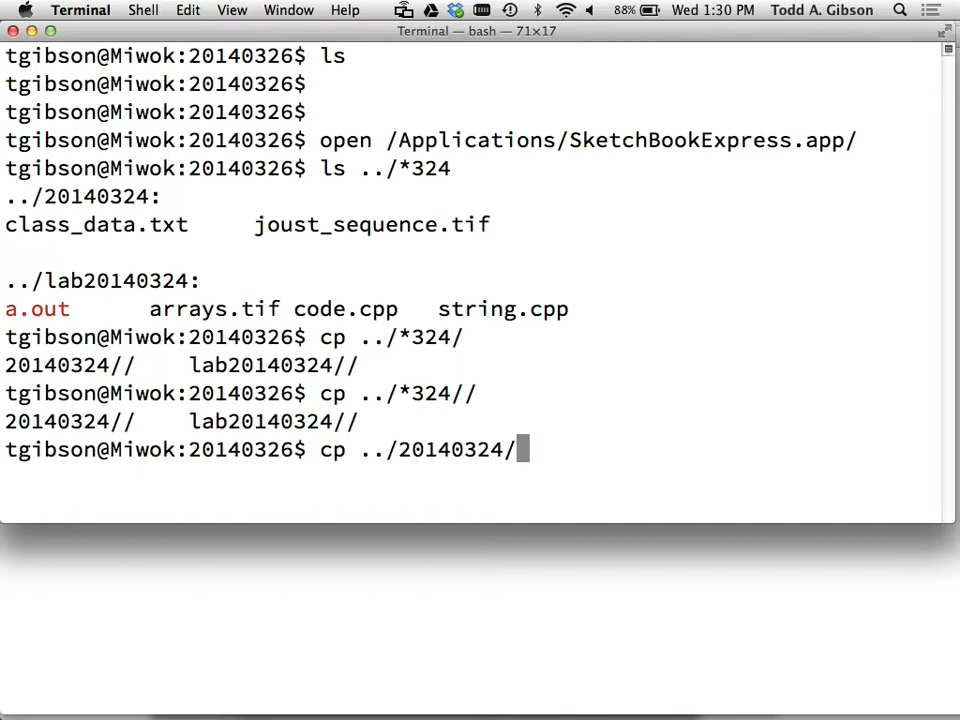 Terminal Shell Edit View Window Help 88% Wed 1:30 PM Todd A. Gibson
Terminal — bash — 71×17
tgibson@Miwok:20140326$ ls
tgibson@Miwok:20140326$
tgibson@Miwok:20140326$
tgibson@Miwok:20140326$ open /Applications/SketchBookExpress.app/
tgibson@Miwok:20140326$ ls ../*324
../20140324:
class_data.txt joust_sequence.tif
../lab20140324:
a.out arrays.tif code.cpp string.cpp
tgibson@Miwok:20140326$ cp ../*324/
20140324// lab20140324//
tgibson@Miwok:20140326$ cp ../*324//
20140324// lab20140324//
tgibson@Miwok:20140326$ cp ../20140324/